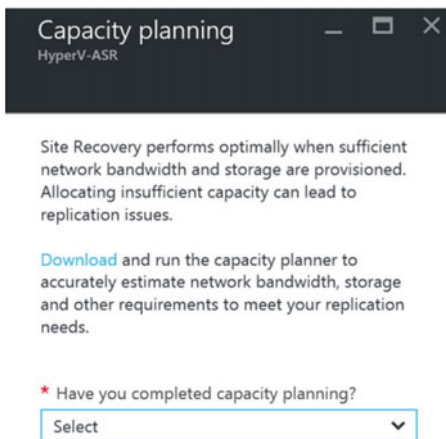 Capacity planning
HyperV-ASR
Site Recovery performs optimally when sufficient
network bandwidth and storage are provisioned.
Allocating insufficient capacity can lead to
replication issues.
Download and run the capacity planner to
accurately estimate network bandwidth, storage
and other requirements to meet your replication
needs.
* Have you completed capacity planning?
Select